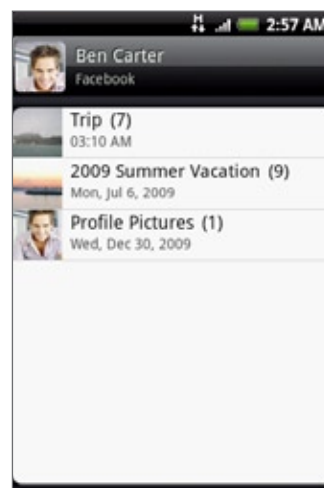 H 2:57 AM
Ben Carter
Facebook
Trip (7)
03:10 AM
2009 Summer Vacation (9)
Mon, Jul 6, 2009
Profile Pictures (1)
Wed, Dec 30, 2009